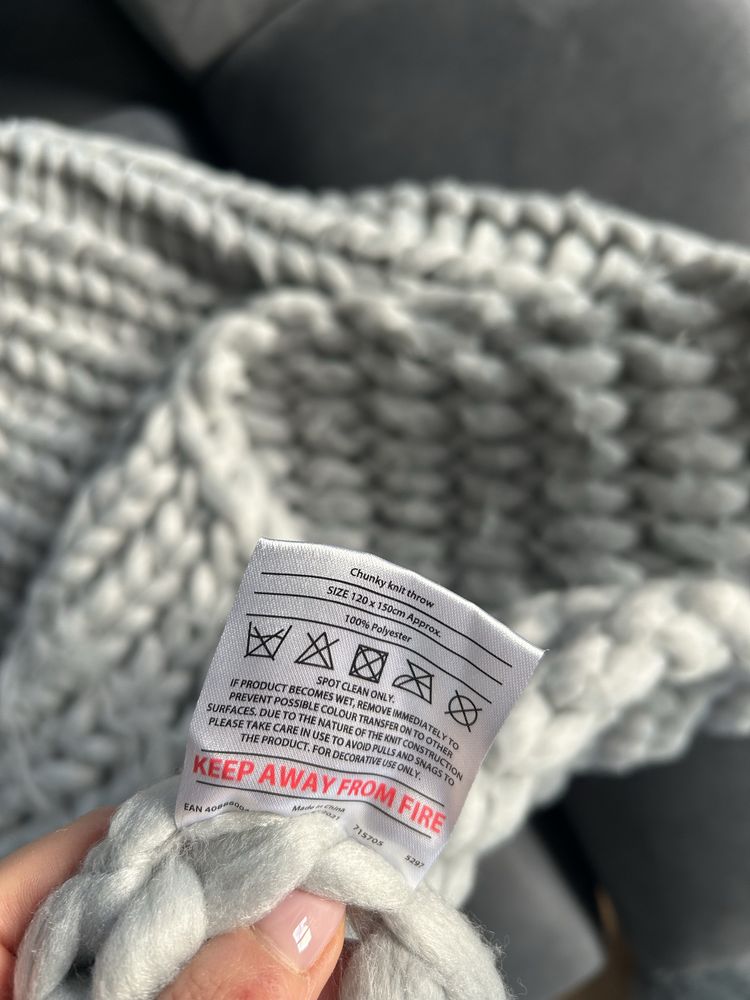 Chunky knit throw
SIZE 120 x 150cm Approx.
100% Polyester
SPOT CLEAN ONLY.
IF PRODUCT BECOMES WET, REMOVE IMMEDIATELY TO
PREVENT POSSIBLE COLOUR TRANSFER ON TO OTHER
SURFACES. DUE TO THE NATURE OF THE KNIT CONSTRUCTION
PLEASE TAKE CARE IN USE TO AVOID PULLS AND SNAGS TO
THE PRODUCT. FOR DECORATIVE USE ONLY.
KEEP AWAY FROM FIRE
Made in China
EAN 715705 5297